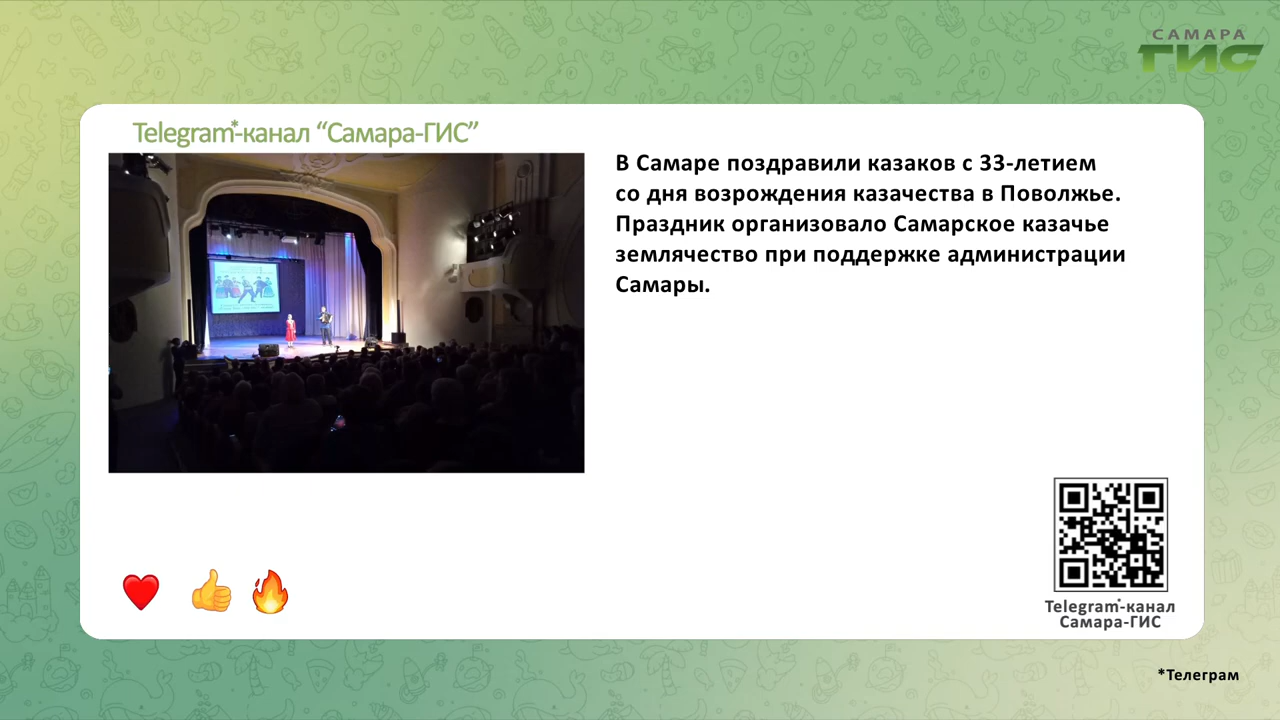 САМАРА
ГИС
Telegram*-канал “Самара-ГИС”
В Самаре поздравили казаков с 33-летием
со дня возрождения казачества в Поволжье.
Праздник организовало Самарское казачье
землячество при поддержке администрации
Самары.
Telegram*-канал
Самара-ГИС
*Телеграм